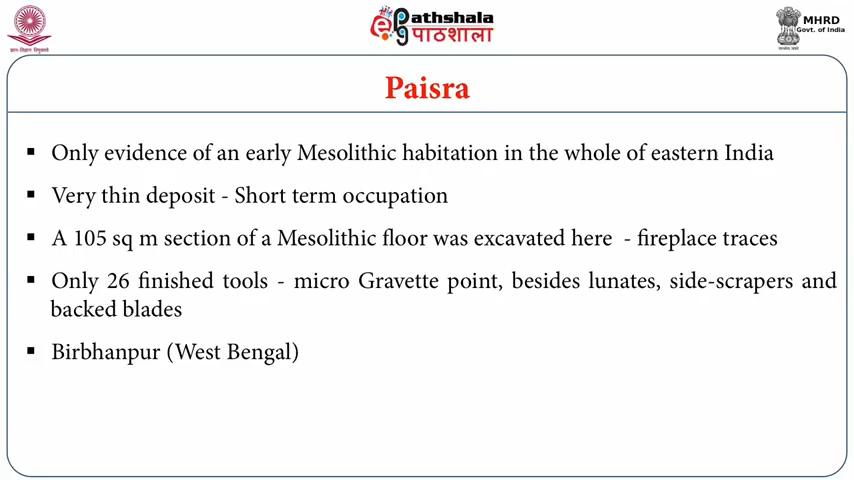 ePathshala
पाठशाला
MHRD
Govt. of India
Paisra
▪ Only evidence of an early Mesolithic habitation in the whole of eastern India
▪ Very thin deposit - Short term occupation
▪ A 105 sq m section of a Mesolithic floor was excavated here - fireplace traces
▪ Only 26 finished tools - micro Gravette point, besides lunates, side-scrapers and
backed blades
▪ Birbhanpur (West Bengal)